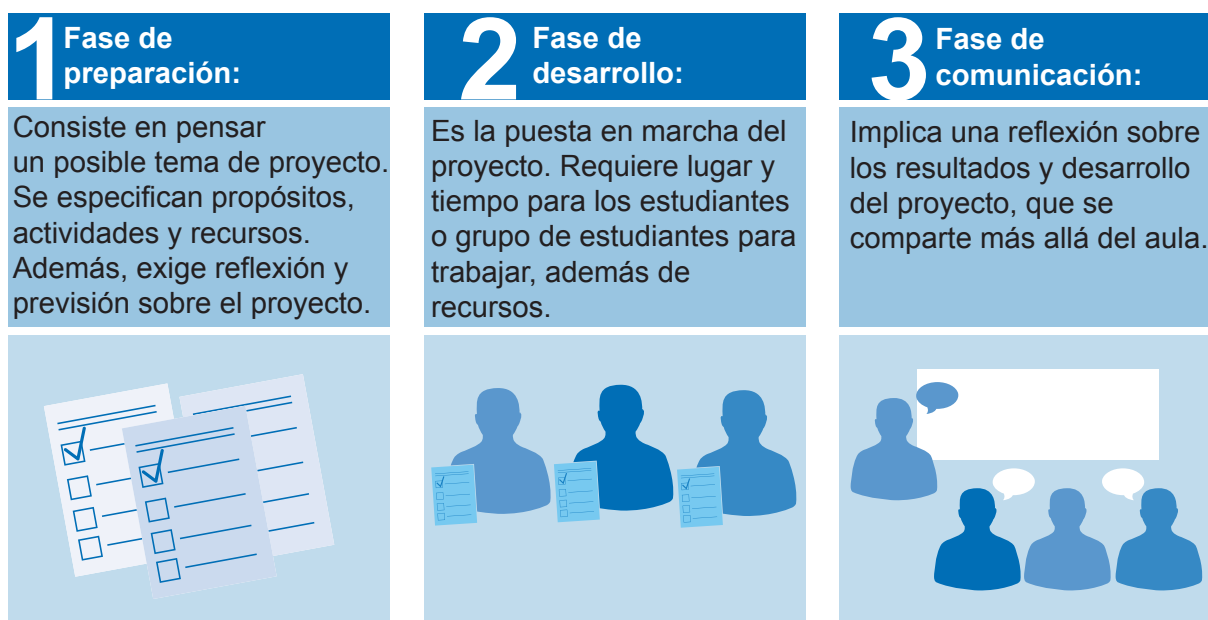 1 Fase de
preparación:
Consiste en pensar
un posible tema de proyecto.
Se especifican propósitos,
actividades y recursos.
Además, exige reflexión y
previsión sobre el proyecto.
2 Fase de
desarrollo:
Es la puesta en marcha del
proyecto. Requiere lugar y
tiempo para los estudiantes
o grupo de estudiantes para
trabajar, además de
recursos.
3 Fase de
comunicación:
Implica una reflexión sobre
los resultados y desarrollo
del proyecto, que se
comparte más allá del aula.